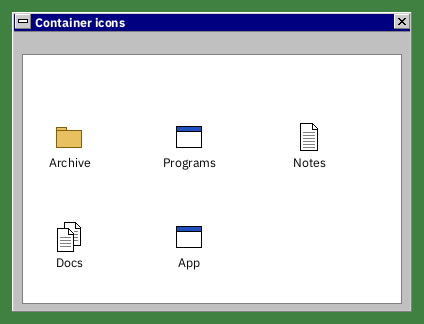 Container icons
Archive
Programs
Notes
Docs
App